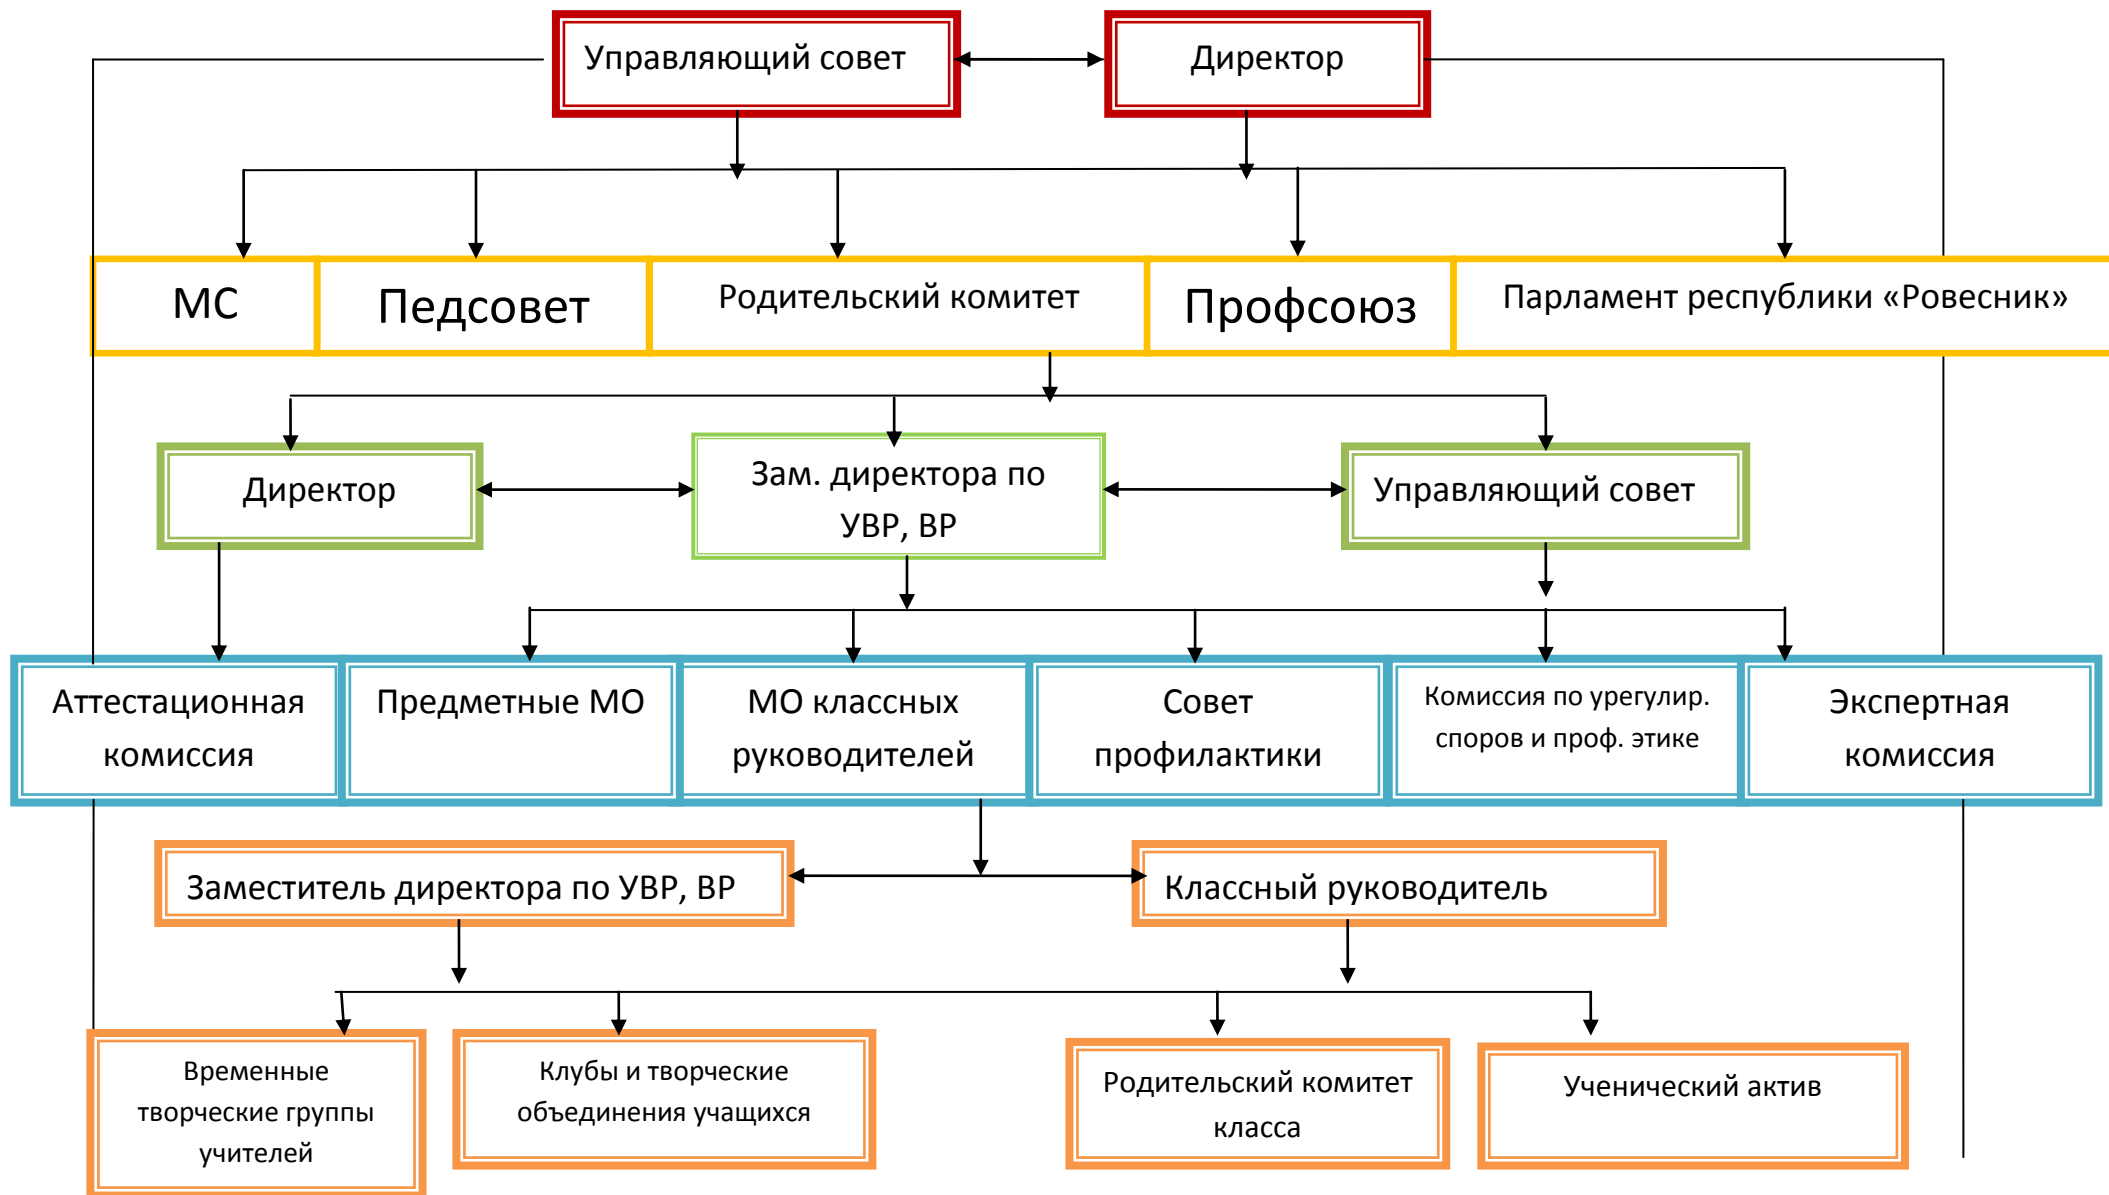 Управляющий совет
Директор
МС
Педсовет
Родительский комитет
Профсоюз
Парламент республики «Ровесник»
Директор
Зам. директора по
УВР, ВР
Управляющий совет
Аттестационная
комиссия
Предметные МО
МО классных
руководителей
Совет
профилактики
Комиссия по урегулир.
споров и проф. этике
Экспертная
комиссия
Заместитель директора по УВР, ВР
Классный руководитель
Временные
творческие группы
учителей
Клубы и творческие
объединения учащихся
Родительский комитет
класса
Ученический актив